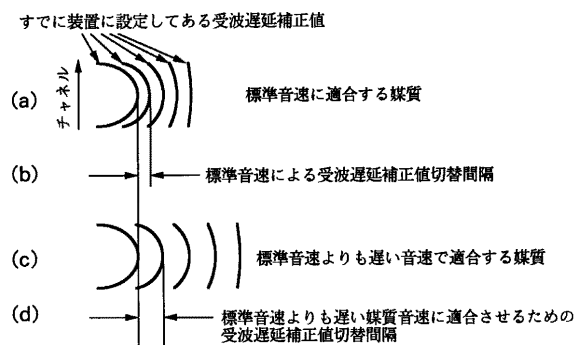 すでに装置に設定してある受波遅延補正値
(a)
チャネル
標準音速に適合する媒質
(b)
標準音速による受波遅延補正値切替間隔
(c)
標準音速よりも遅い音速で適合する媒質
(d)
標準音速よりも遅い媒質音速に適合させるための
受波遅延補正値切替間隔